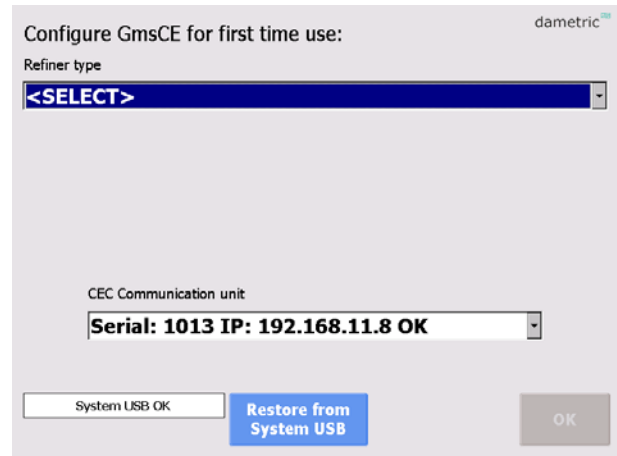 Configure GmsCE for first time use:
dametric
Refiner type
<SELECT>
CEC Communication unit
Serial: 1013 IP: 192.168.11.8 OK
System USB OK
Restore from
System USB
OK